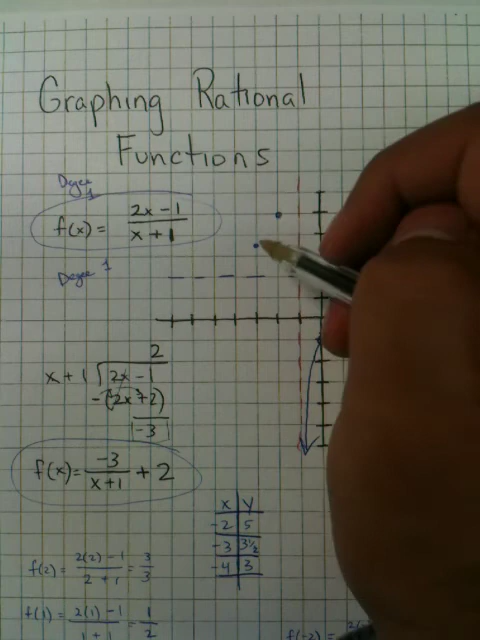 Graphing Rational
Functions
Degree 1
f(x) = 2x - 1 / x + 1
Degree 1
2
x + 1 2x - 1
-(2x + 2)
-3
f(x) = -3 / x + 1 + 2
x y
-2 5
-3 3½
-4 3
f(2) = 2(2) - 1 / 2 + 1 = 3 / 3
f(1) = 2(1) - 1 / 1 + 1 = 1 / 2
f(-2) =